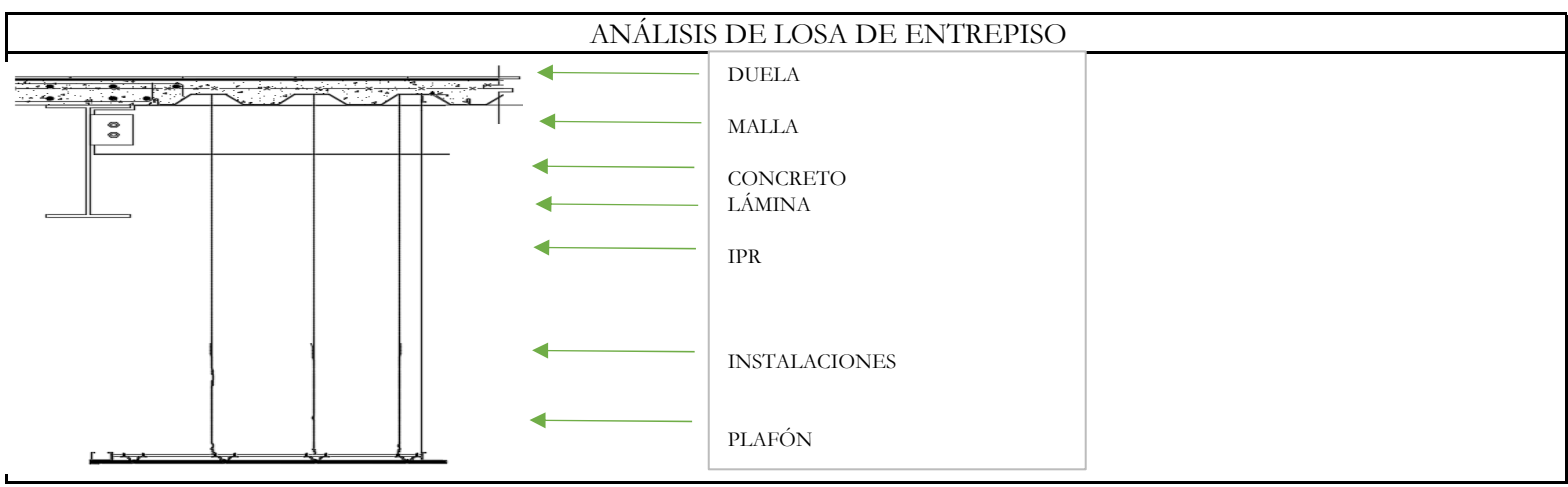 ANÁLISIS DE LOSA DE ENTREPISO
DUELA
MALLA
CONCRETO
LÁMINA
IPR
INSTALACIONES
PLAFÓN